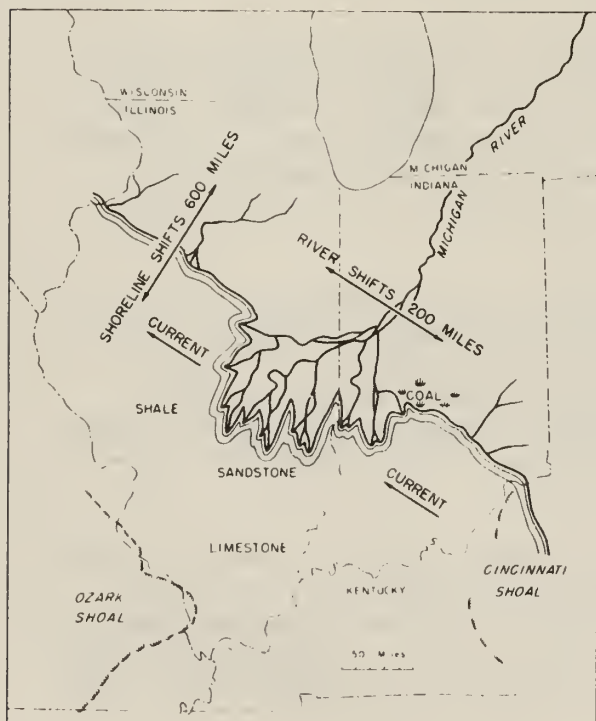 WISCONSIN
ILLINOIS
SHORELINE SHIFTS 600 MILES
MICHIGAN
INDIANA
MICHIGAN RIVER
RIVER SHIFTS 200 MILES
CURRENT
SHALE
COAL
SANDSTONE
CURRENT
LIMESTONE
OZARK
SHOAL
KENTUCKY
CINCINNATI
SHOAL
50 Miles